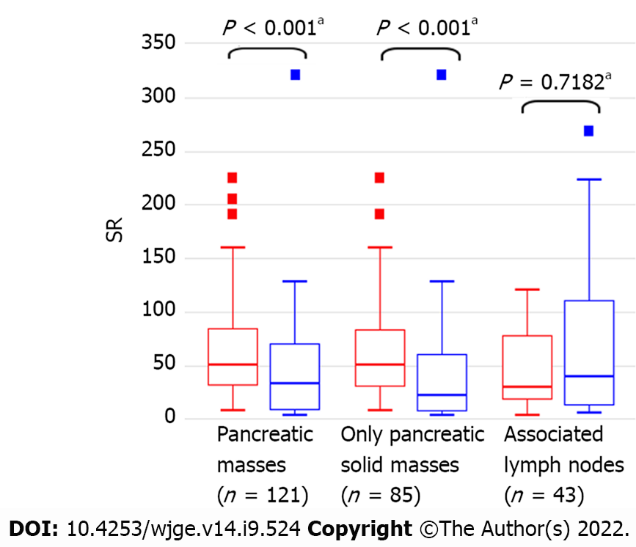 P < 0.001ᵃ P < 0.001ᵃ
P = 0.7182ᵃ
350
300
250
200
150
100
50
0
SR
Pancreatic masses (n = 121)
Only pancreatic solid masses (n = 85)
Associated lymph nodes (n = 43)
DOI: 10.4253/wjge.v14.i9.524 Copyright ©The Author(s) 2022.